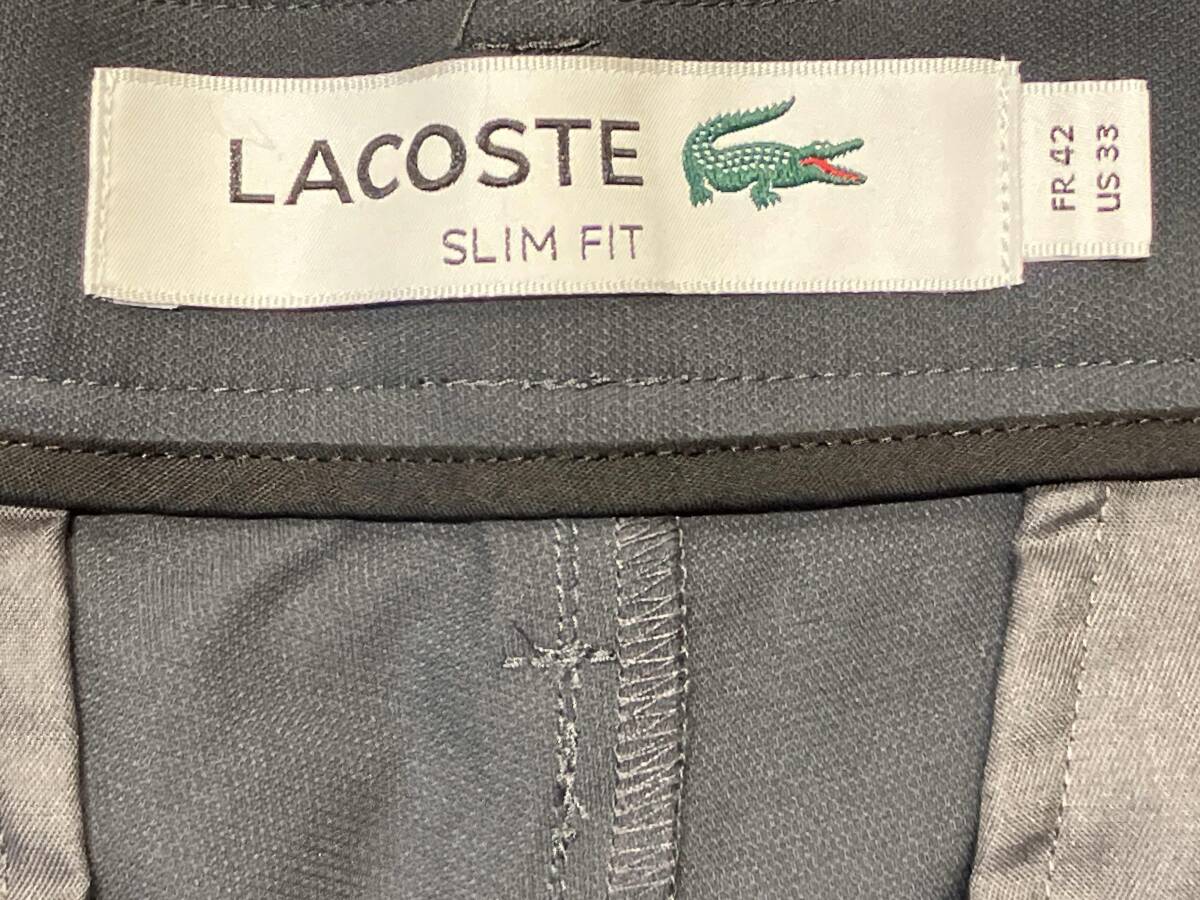 LACOSTE
SLIM FIT
FR 42
US 33